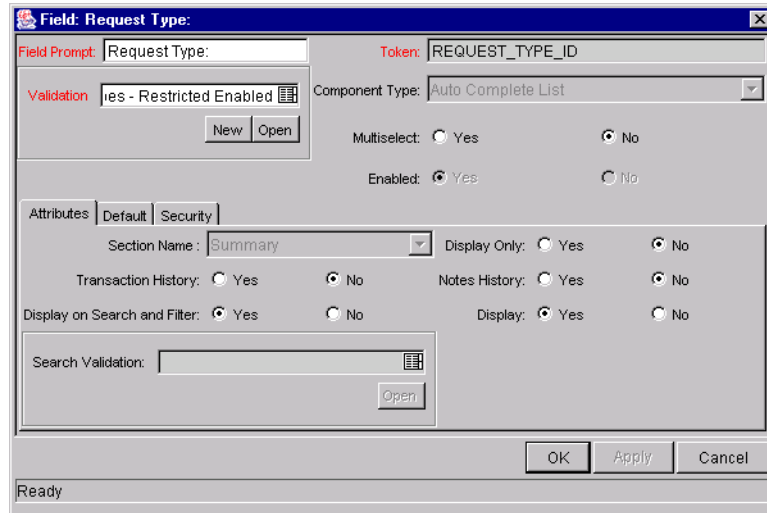 Field: Request Type:
Field Prompt: Request Type: Token: REQUEST_TYPE_ID
Validation es - Restricted Enabled Component Type: Auto Complete List
New Open Multiselect: Yes No
Enabled: Yes No
Attributes Default Security
Section Name : Summary Display Only: Yes No
Transaction History: Yes No Notes History: Yes No
Display on Search and Filter: Yes No Display: Yes No
Search Validation:
Open
OK Apply Cancel
Ready